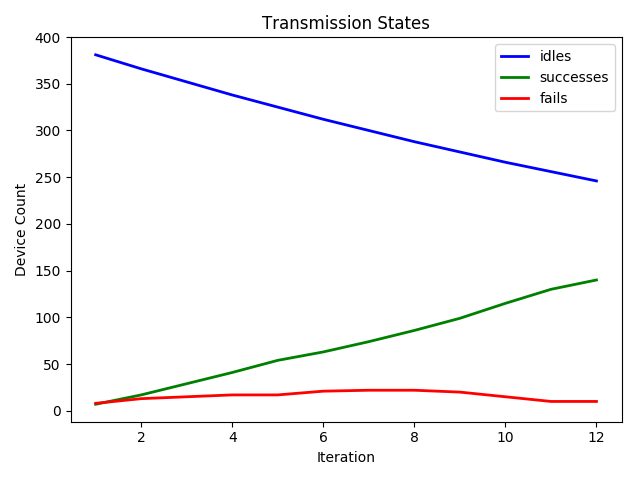 Transmission States
idles
successes
fails
Device Count
400
350
300
250
200
150
100
50
0
2 4 6 8 10 12
Iteration